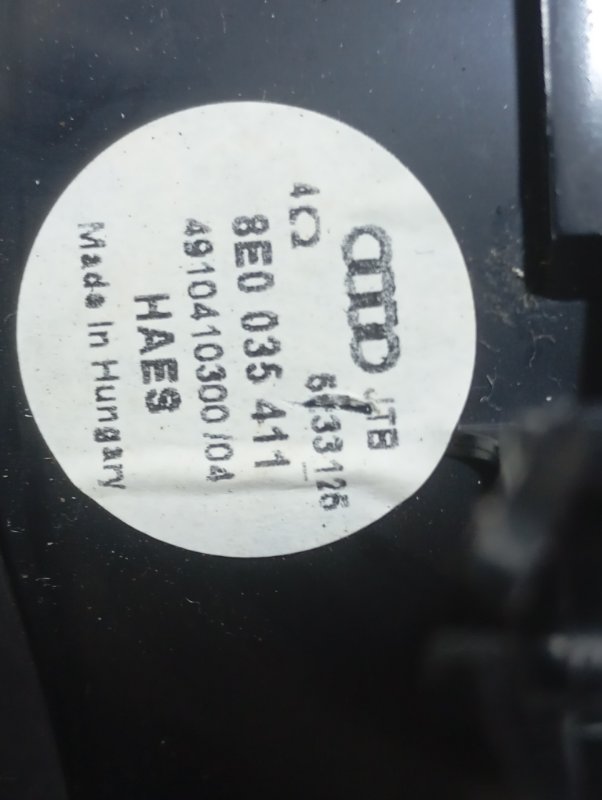 4Ω
8E0 035 411
4910410300/04
HAES
Made In Hungary